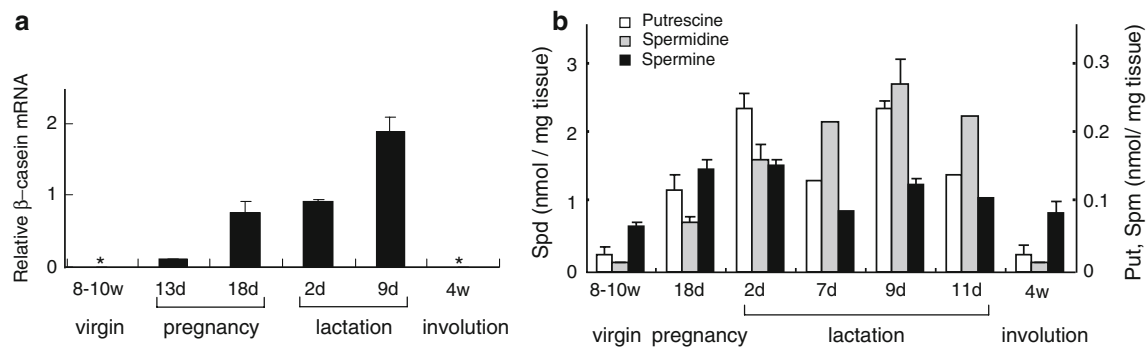 a
Relative β–casein mRNA
2
1
0
* *
8-10w 13d 18d 2d 9d 4w
virgin pregnancy lactation involution
b
Putrescine
Spermidine
Spermine
Spd (nmol / mg tissue)
3
2
1
0
0.3
0.2
0.1
0
Put, Spm (nmol/ mg tissue)
8-10w 18d 2d 7d 9d 11d 4w
virgin pregnancy lactation involution